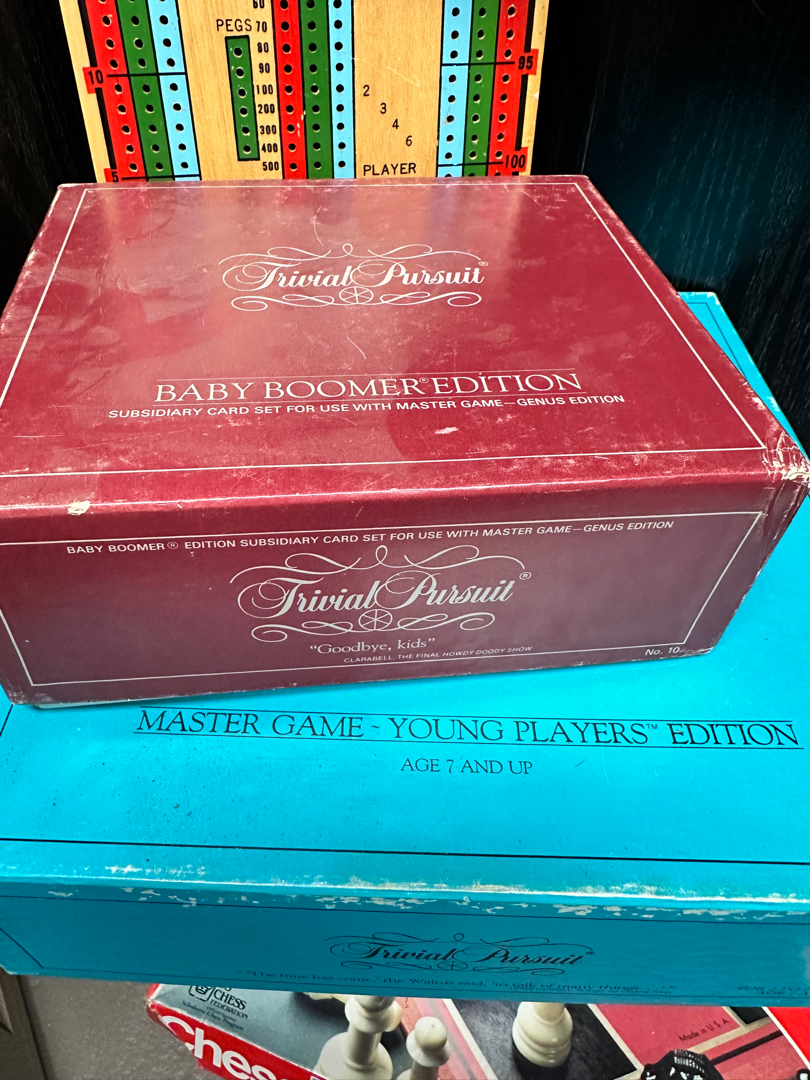 60
PEGS 70
80
90
100
200
300
400
500
10
5
2
3
4
6
PLAYER
95
100
Trivial Pursuit®
BABY BOOMER® EDITION
SUBSIDIARY CARD SET FOR USE WITH MASTER GAME—GENUS EDITION
BABY BOOMER® EDITION SUBSIDIARY CARD SET FOR USE WITH MASTER GAME—GENUS EDITION
Trivial Pursuit®
“Goodbye, kids”
CLARABELL, THE FINAL HOWDY DOODY SHOW
No. 10
MASTER GAME ~ YOUNG PLAYERS™ EDITION
AGE 7 AND UP
Trivial Pursuit®
"The time has come," the Walrus said, "to talk of many things
CHESS
FEDERATION
Ches
Made in U.S.A.